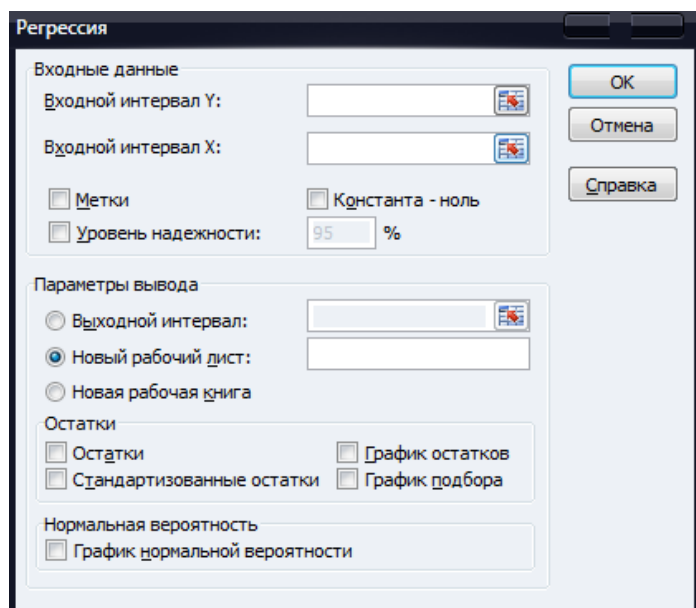 Регрессия
Входные данные
Входной интервал Y:
Входной интервал X:
Метки
Константа - ноль
Уровень надежности:
95 %
OK
Отмена
Справка
Параметры вывода
Выходной интервал:
Новый рабочий лист:
Новая рабочая книга
Остатки
Остатки
График остатков
Стандартизованные остатки
График подбора
Нормальная вероятность
График нормальной вероятности